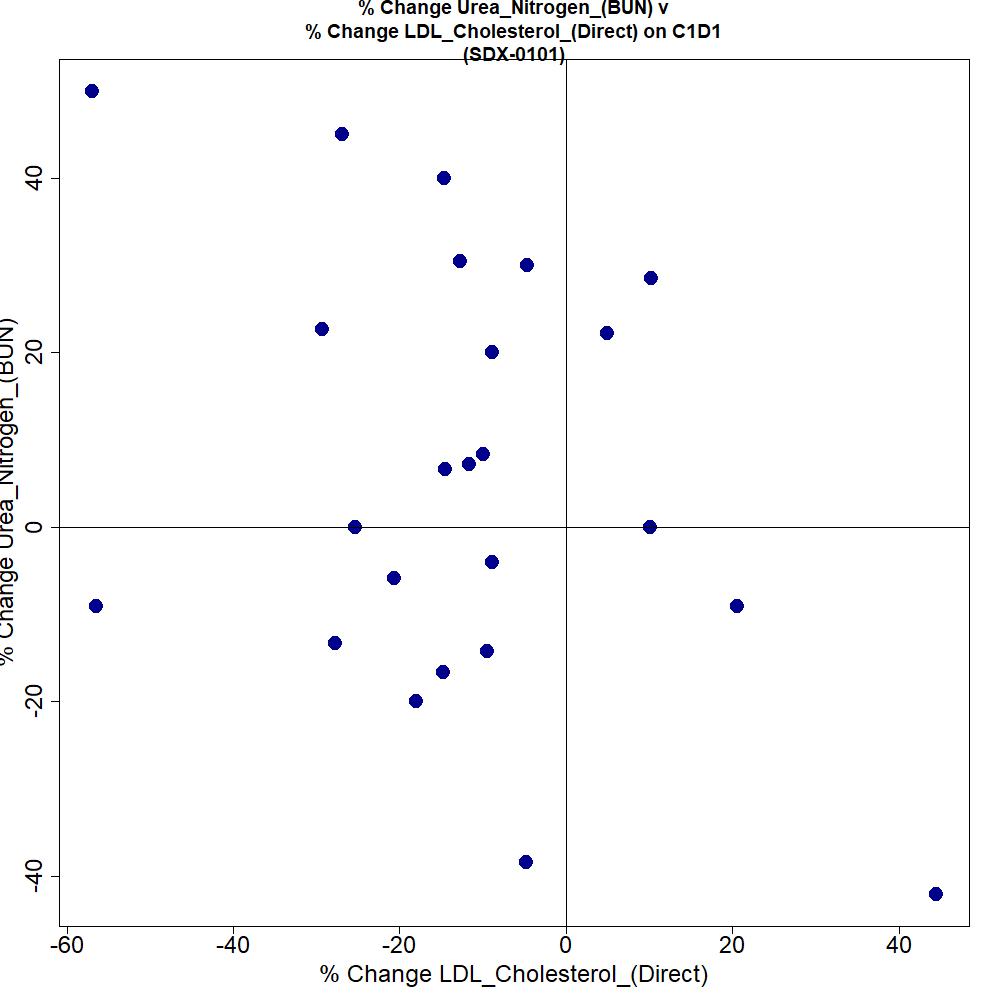 % Change Urea_Nitrogen_(BUN) v
% Change LDL_Cholesterol_(Direct) on C1D1
(SDX-0101)
% Change Urea_Nitrogen_(BUN)
40
20
0
-20
-40
-60
-40
-20
0
20
40
% Change LDL_Cholesterol_(Direct)